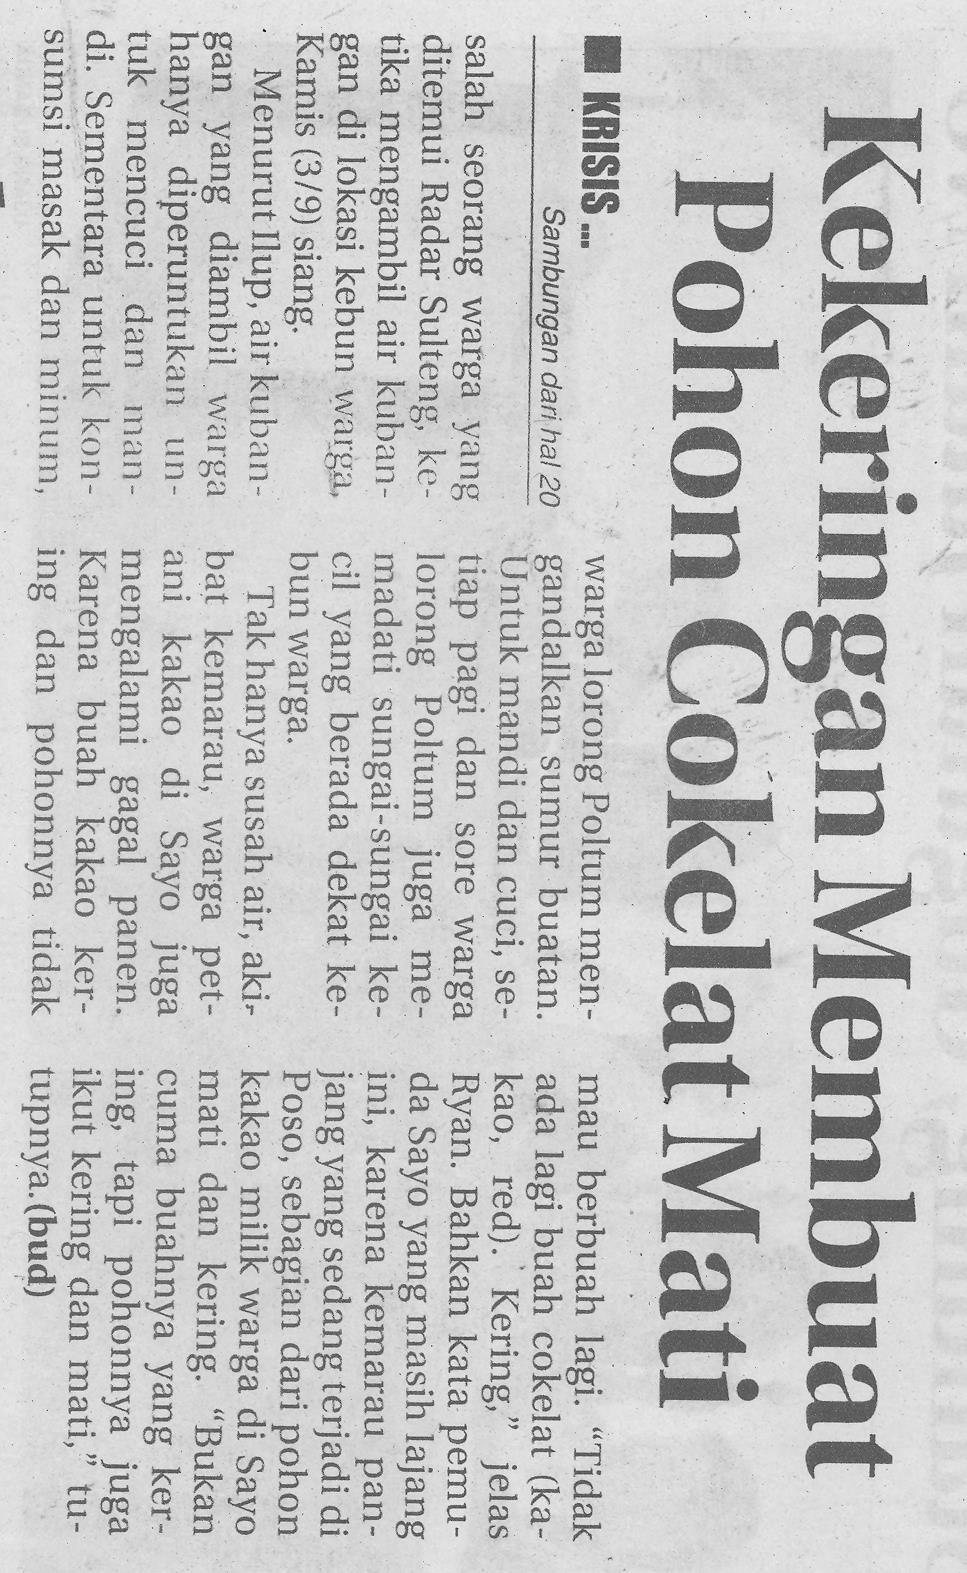 Kekeringan Membuat
Pohon Cokelat Mati
■ KRISIS...
Sambungan dari hal 20
salah seorang warga yang
ditemui Radar Sulteng, ke-
tika mengambil air kuban-
gan di lokasi kebun warga,
Kamis (3/9) siang.
Menurut Ilup, air kuban-
gan yang diambil warga
hanya diperuntukan un-
tuk mencuci dan man-
di. Sementara untuk kon-
sumsi masak dan minum,
warga lorong Poltum men-
gandalkan sumur buatan.
Untuk mandi dan cuci, se-
tiap pagi dan sore warga
lorong Poltum juga me-
madati sungai-sungai ke-
cil yang berada dekat ke-
bun warga.
Tak hanya susah air, aki-
bat kemarau, warga pet-
ani kakao di Sayo juga
mengalami gagal panen.
Karena buah kakao ker-
ing dan pohonnya tidak
mau berbuah lagi. “Tidak
ada lagi buah cokelat (ka-
kao, red). Kering,” jelas
Ryan. Bahkan kata pemu-
da Sayo yang masih lajang
ini, karena kemarau pan-
jang yang sedang terjadi di
Poso, sebagian dari pohon
kakao milik warga di Sayo
mati dan kering. “Bukan
cuma buahnya yang ker-
ing, tapi pohonnya juga
ikut kering dan mati,” tu-
tupnya.(bud)